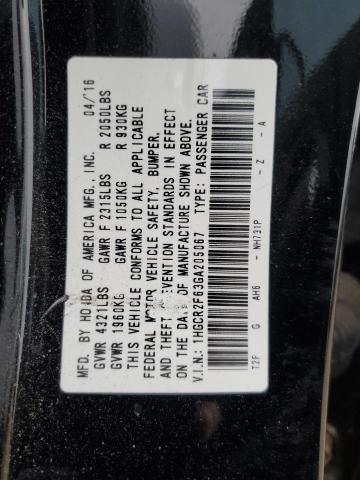 MFD. BY HONDA OF AMERICA MFG., INC. 04/16
GVWR 4321LBS GAWR F 2315LBS R 2050LBS
GVWR 1960KG GAWR F 1050KG R 930KG
THIS VEHICLE CONFORMS TO ALL APPLICABLE
FEDERAL MOTOR VEHICLE SAFETY, BUMPER,
AND THEFT PREVENTION STANDARDS IN EFFECT
ON THE DATE OF MANUFACTURE SHOWN ABOVE.
V.I.N.: 1HGCR2F63GA205067 TYPE: PASSENGER CAR
T2F G AH6 NH731P - Z - A